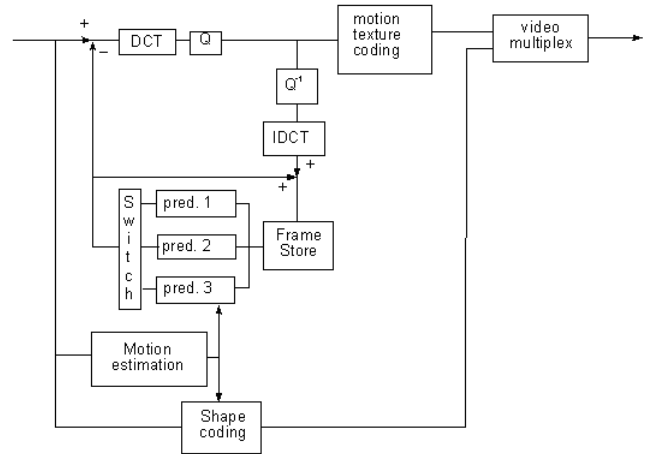 +
−
DCT
Q
motion
texture
coding
video
multiplex
Q-1
IDCT
+
+
Switch
pred. 1
pred. 2
pred. 3
Frame
Store
Motion
estimation
Shape
coding